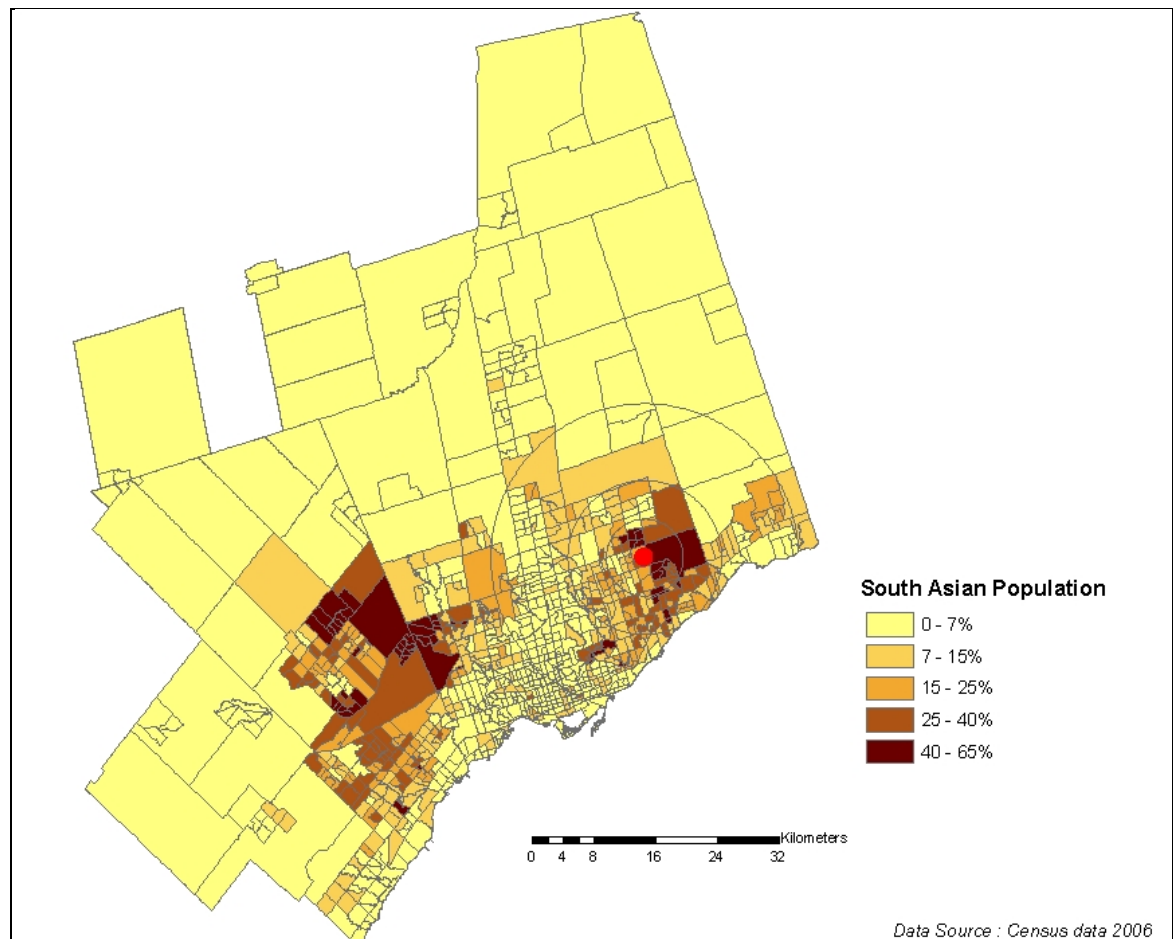 South Asian Population
0 - 7%
7 - 15%
15 - 25%
25 - 40%
40 - 65%
Kilometers
0 4 8 16 24 32
Data Source : Census data 2006